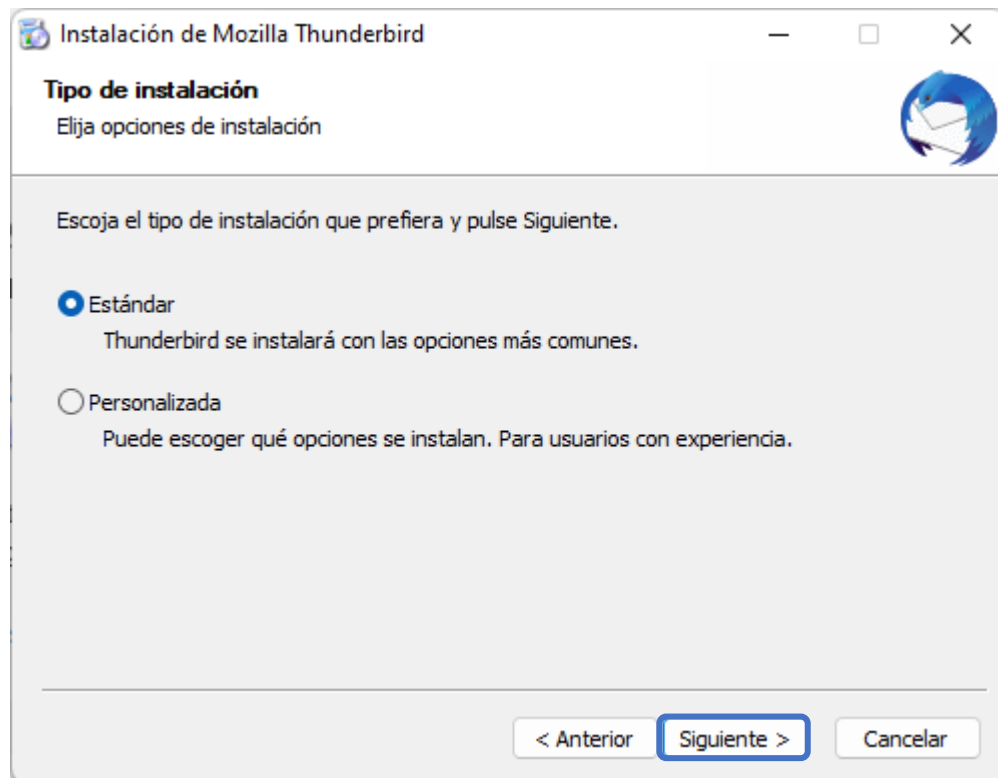 Instalación de Mozilla Thunderbird
Tipo de instalación
Elija opciones de instalación
Escoja el tipo de instalación que prefiera y pulse Siguiente.
Estándar
Thunderbird se instalará con las opciones más comunes.
Personalizada
Puede escoger qué opciones se instalan. Para usuarios con experiencia.
< Anterior
Siguiente >
Cancelar